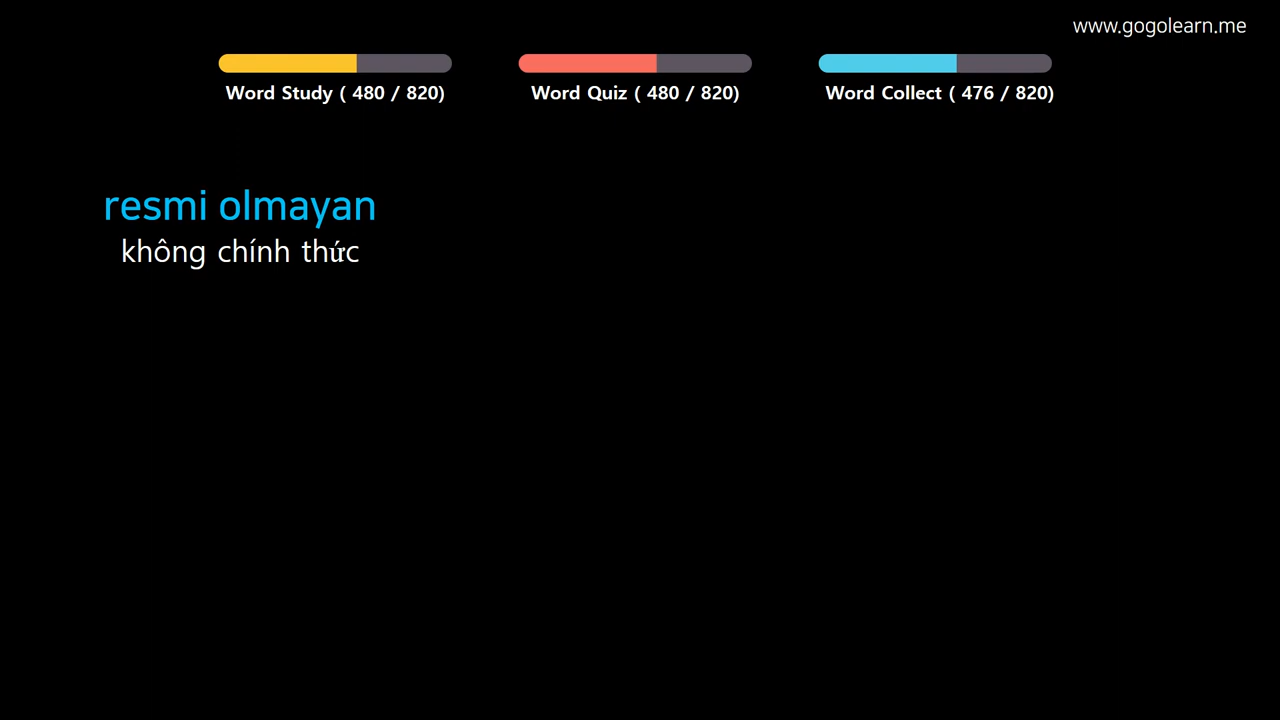 www.gogolearn.me
Word Study ( 480 / 820)
Word Quiz ( 480 / 820)
Word Collect ( 476 / 820)
resmi olmayan
không chính thức